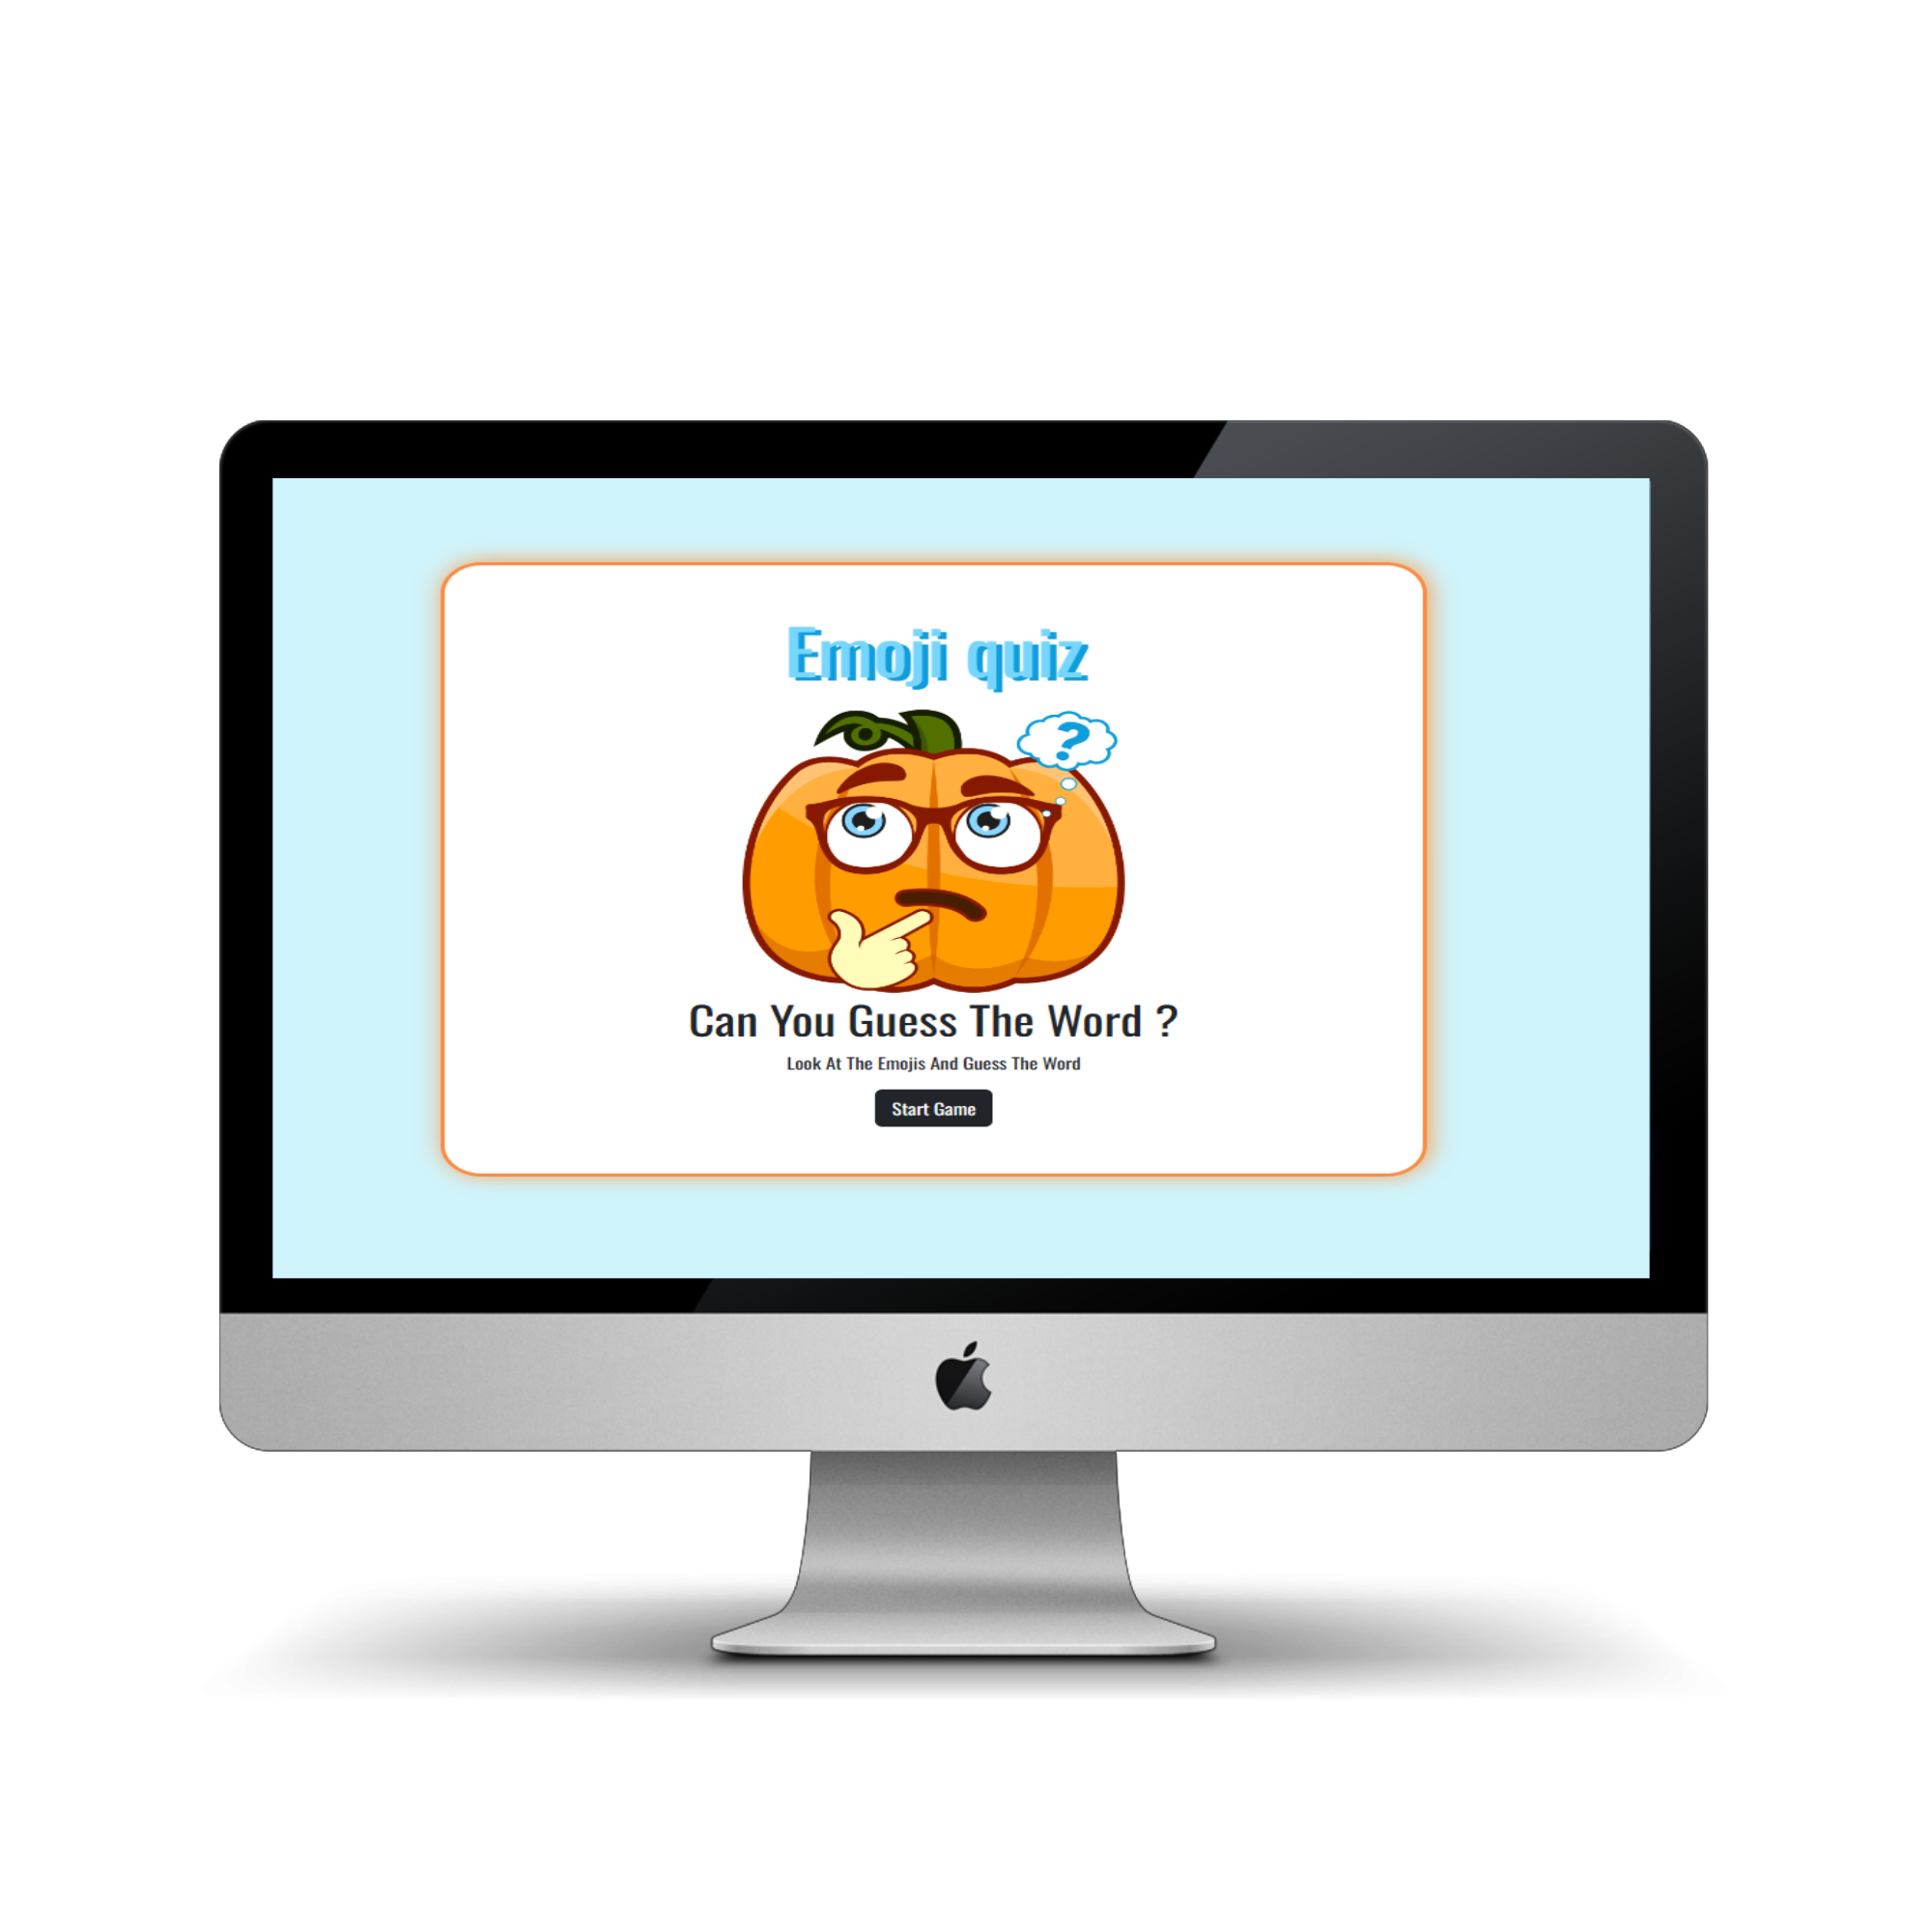 Emoji quiz
?
Can You Guess The Word ?
Look At The Emojis And Guess The Word
Start Game